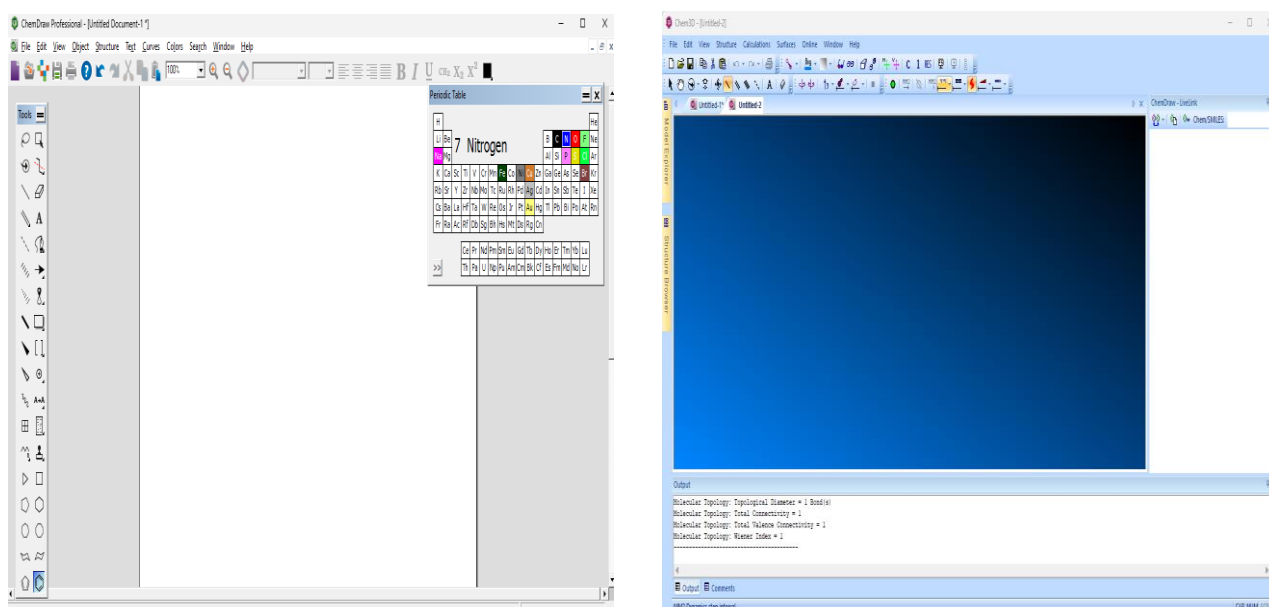 ChemDraw Professional - [Untitled Document-1 *]
File Edit View Object Structure Text Curves Colors Search Window Help
100%
B I U CH₂ X₂ X²
Tools
A
Periodic Table
7 Nitrogen
H He
Li Be B C N O F Ne
Na Mg Al Si P S Cl Ar
K Ca Sc Ti V Cr Mn Fe Co Ni Cu Zn Ga Ge As Se Br Kr
Rb Sr Y Zr Nb Mo Tc Ru Rh Pd Ag Cd In Sn Sb Te I Xe
Cs Ba La Hf Ta W Re Os Ir Pt Au Hg Tl Pb Bi Po At Rn
Fr Ra Ac Rf Db Sg Bh Hs Mt Ds Rg Cn
Ce Pr Nd Pm Sm Eu Gd Tb Dy Ho Er Tm Yb Lu
>> Th Pa U Np Pu Am Cm Bk Cf Es Fm Md No Lr
Chem3D - [Untitled-2]
File Edit View Structure Calculations Surfaces Online Window Help
Untitled-1* Untitled-2
Model Explorer
Structure Browser
ChemDraw - LiveLink
Chem/SMILES
Output
Molecular Topology: Topological Diameter = 1 Bond(s)
Molecular Topology: Total Connectivity = 1
Molecular Topology: Total Valence Connectivity = 1
Molecular Topology: Wiener Index = 1
------------------------------------------
Output Comments